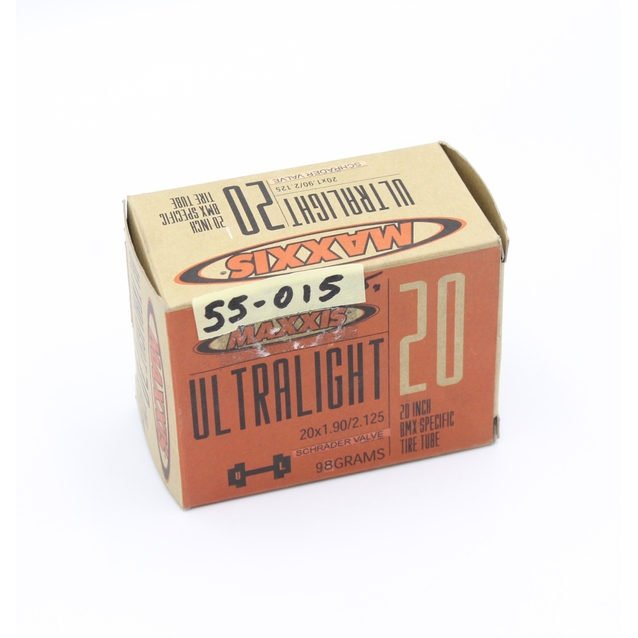 SCHRADER VALVE
20x1.90/2.125
ULTRALIGHT
20
20 INCH
BMX SPECIFIC
TIRE TUBE
MAXXIS
55-015
MAXXIS
ULTRALIGHT
20x1.90/2.125
SCHRADER VALVE
98GRAMS
U L
20
20 INCH
BMX SPECIFIC
TIRE TUBE